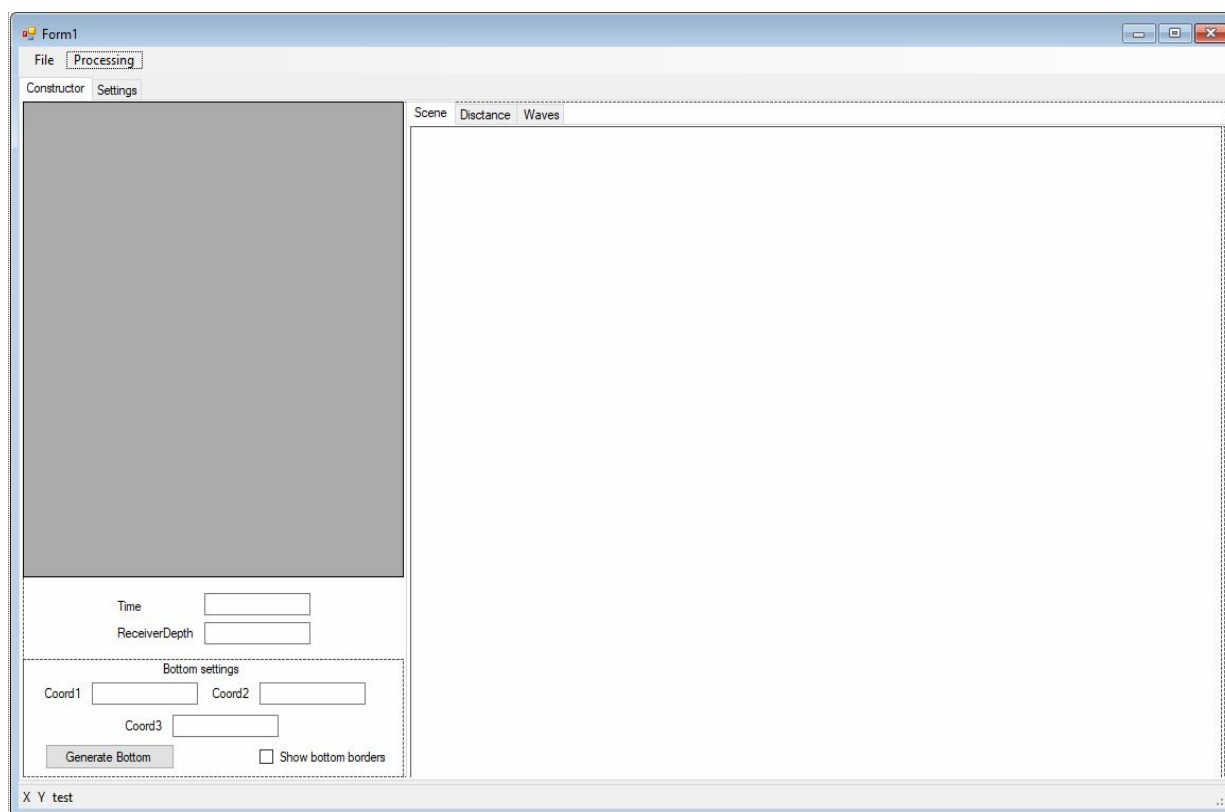 Form1
File Processing
Constructor Settings
Scene Disctance Waves
Time
ReceiverDepth
Bottom settings
Coord1 Coord2
Coord3
Generate Bottom Show bottom borders
X Y test